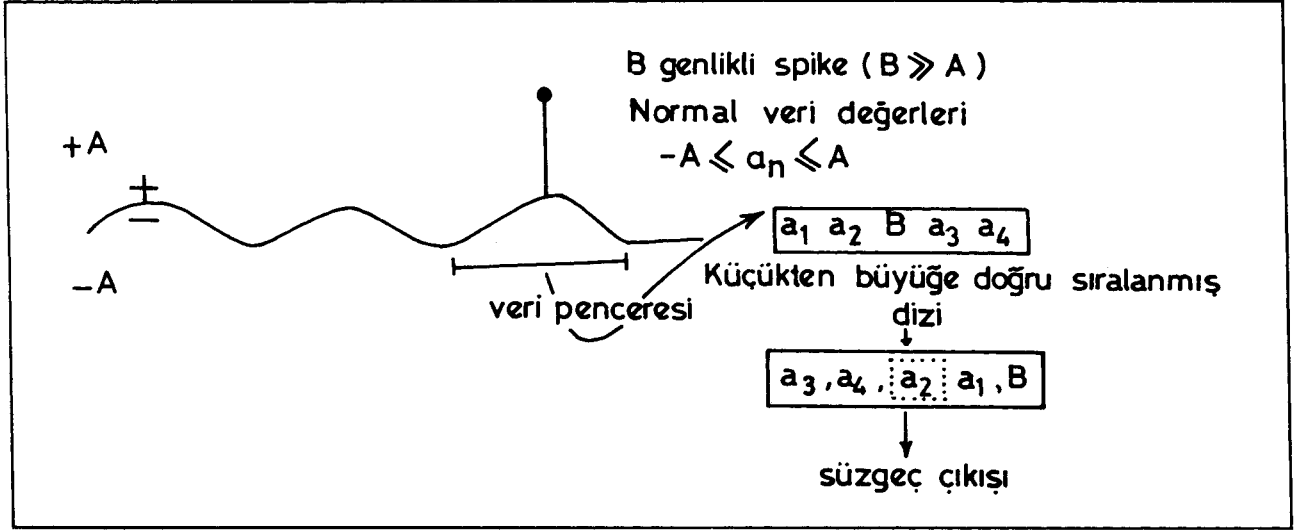 B genlikli spike ( B ≫ A )
Normal veri değerleri
-A ⩽ aₙ ⩽ A
+A
±
-A
a₁ a₂ B a₃ a₄
Küçükten büyüğe doğru sıralanmış
dizi
veri penceresi
a₃ , a₄ , a₂ a₁ , B
süzgeç çıkışı